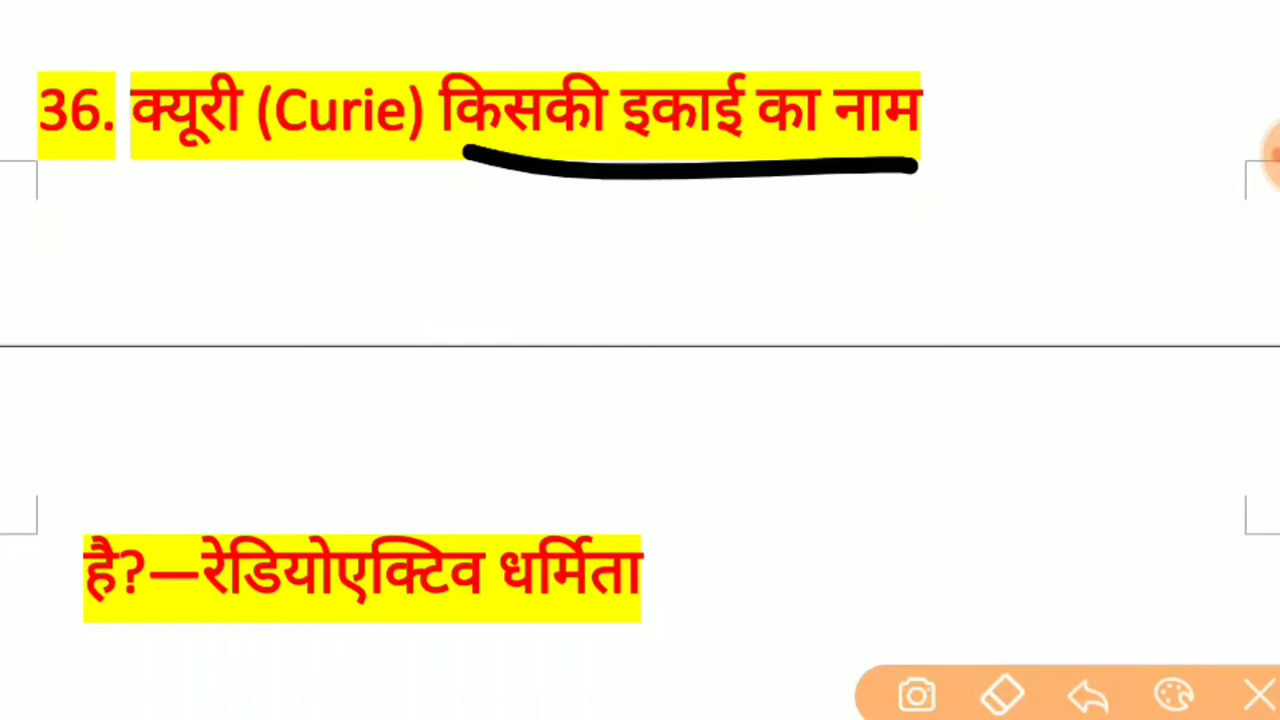 36. क्यूरी (Curie) किसकी इकाई का नाम
है?—रेडियोएक्टिव धर्मिता